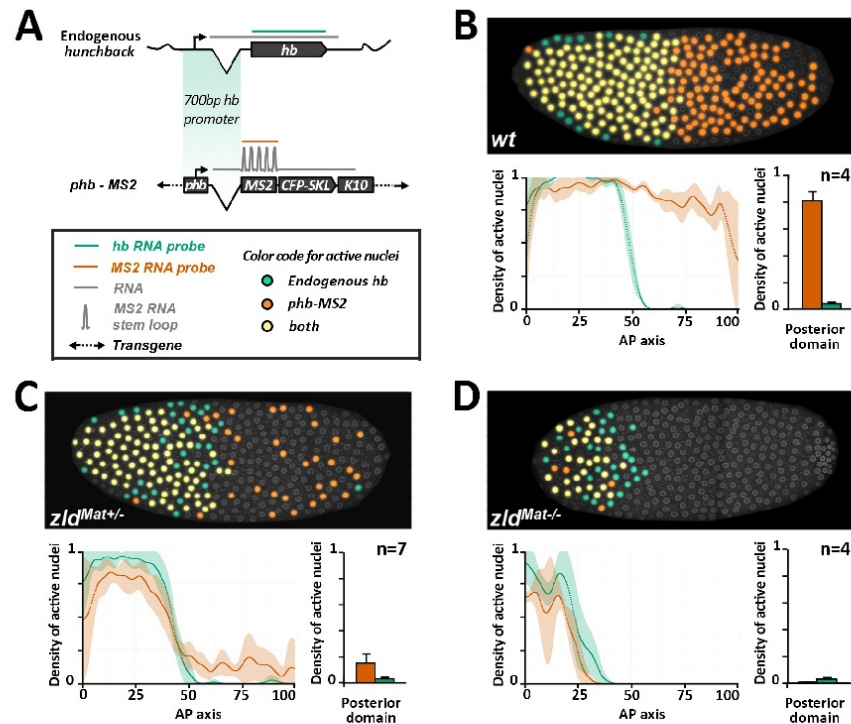 A
Endogenous
hunchback
hb
700bp hb
promoter
phb - MS2
phb
MS2
CFP-SKL
K10
hb RNA probe
MS2 RNA probe
RNA
MS2 RNA
stem loop
Transgene
Color code for active nuclei
Endogenous hb
phb-MS2
both
B
wt
Density of active nuclei
1
0
0
25
50
75
100
AP axis
Density of active nuclei
1
0
n=4
Posterior
domain
C
zldMat+/-
Density of active nuclei
1
0
0
25
50
75
100
AP axis
Density of active nuclei
1
0
n=7
Posterior
domain
D
zldMat-/-
Density of active nuclei
1
0
0
25
50
75
100
AP axis
Density of active nuclei
1
0
n=4
Posterior
domain